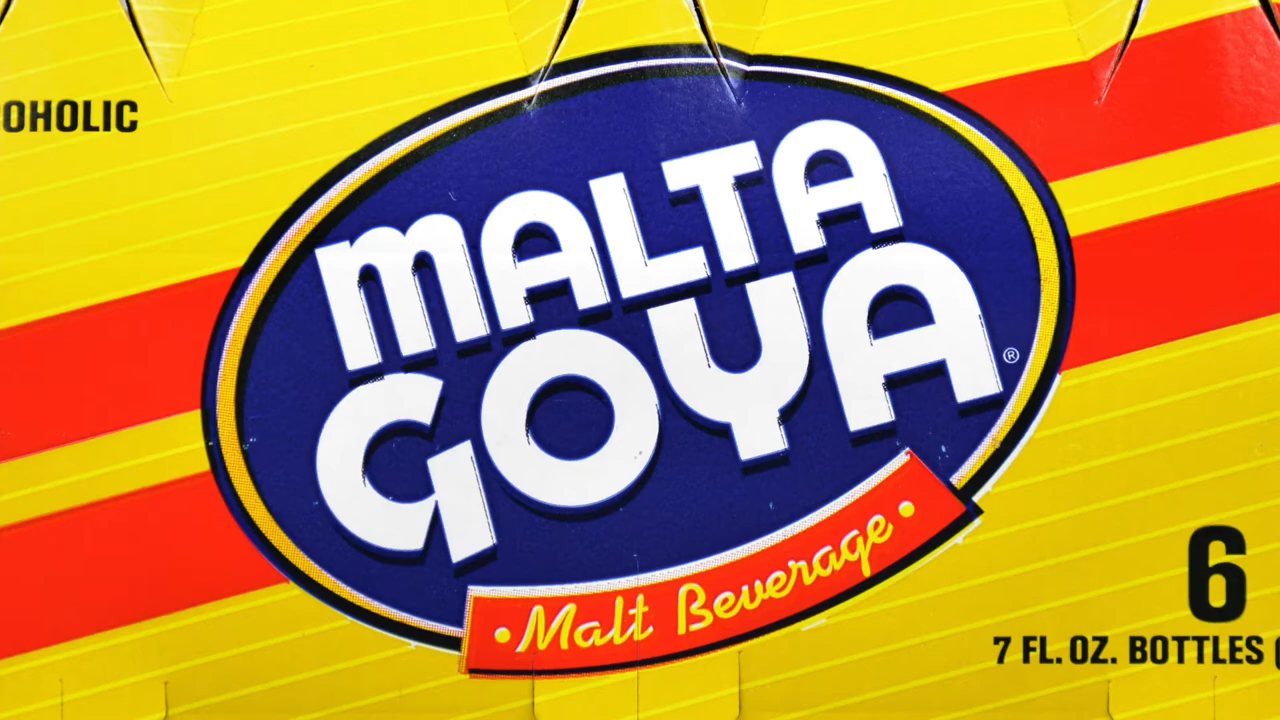 OHOLIC
MALTA
GOYA®
• Malt Beverage •
6
7 FL. OZ. BOTTLES